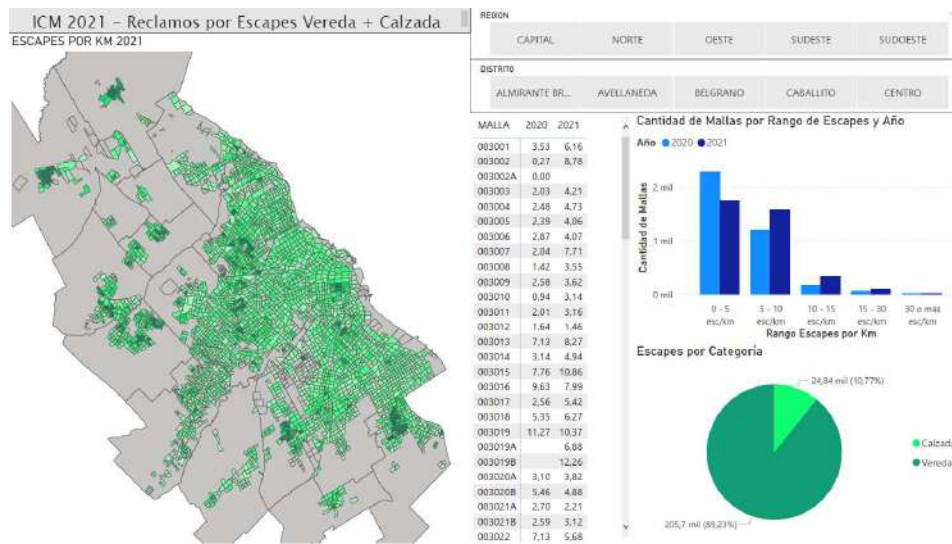 ICM 2021 - Reclamos por Escapes Vereda + Calzada
ESCAPES POR KM 2021
REGION
CAPITAL NORTE OESTE SUDESTE SUDOESTE
DISTRITO
ALMIRANTE BR... AVELLANEDA BELGRANO CABALLITO CENTRO
MALLA 2020 2021
003001 3,53 6,16
003002 0,27 8,78
003002A 0,00
003003 2,03 4,21
003004 2,48 4,73
003005 2,39 4,06
003006 2,87 4,07
003007 2,04 7,71
003008 1,42 3,55
003009 2,58 3,62
003010 0,94 3,14
003011 2,01 3,16
003012 1,64 1,46
003013 7,13 8,27
003014 3,14 4,94
003015 7,76 10,86
003016 9,63 7,99
003017 2,56 5,42
003018 5,35 6,27
003019 11,27 10,37
003019A 6,88
003019B 12,26
003020A 3,10 3,82
003020B 5,46 4,88
003021A 2,70 2,21
003021B 2,59 3,12
003022 7,13 5,68
Cantidad de Mallas por Rango de Escapes y Año
Año 2020 2021
Cantidad de Mallas
2 mil
1 mil
0 mil
0 - 5 5 - 10 10 - 15 15 - 30 30 o más
esc/km esc/km esc/km esc/km esc/km
Rango Escapes por Km
Escapes por Categoría
24,84 mil (10,77%)
Calzada
Vereda
205,7 mil (89,23%)